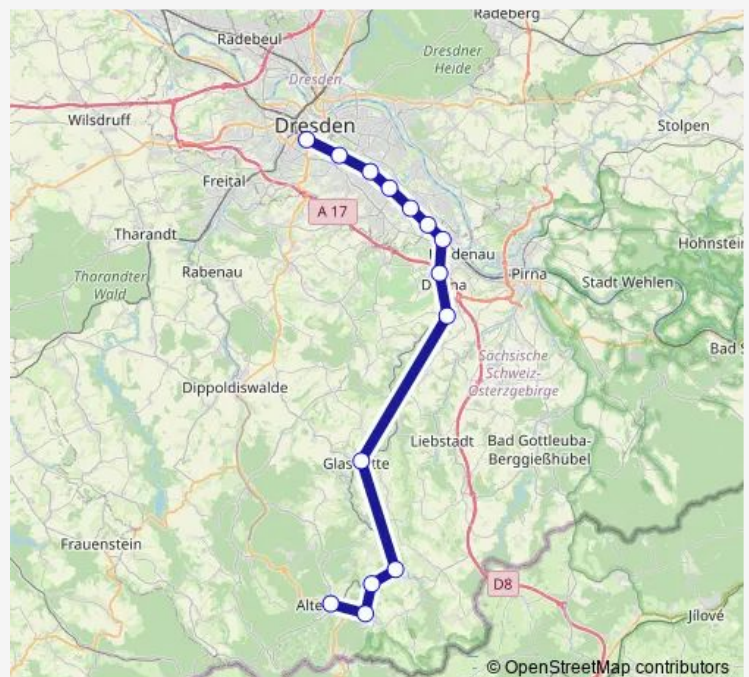 Radeberg
Radebeul
Dresdner
Heide
Dresden
Wilsdruff
Dresden
Stolpen
Freital
A 17
Tharandt
Hohnstein
Pirna
Tharandter
Wald
Rabenau
Stadt Wehlen
Sächsische
Schweiz-
Osterzgebirge
Bad S
Dippoldiswalde
Liebstadt
Bad Gottleuba-
Berggießhübel
Frauenstein
D8
Jílové
© OpenStreetMap contributors